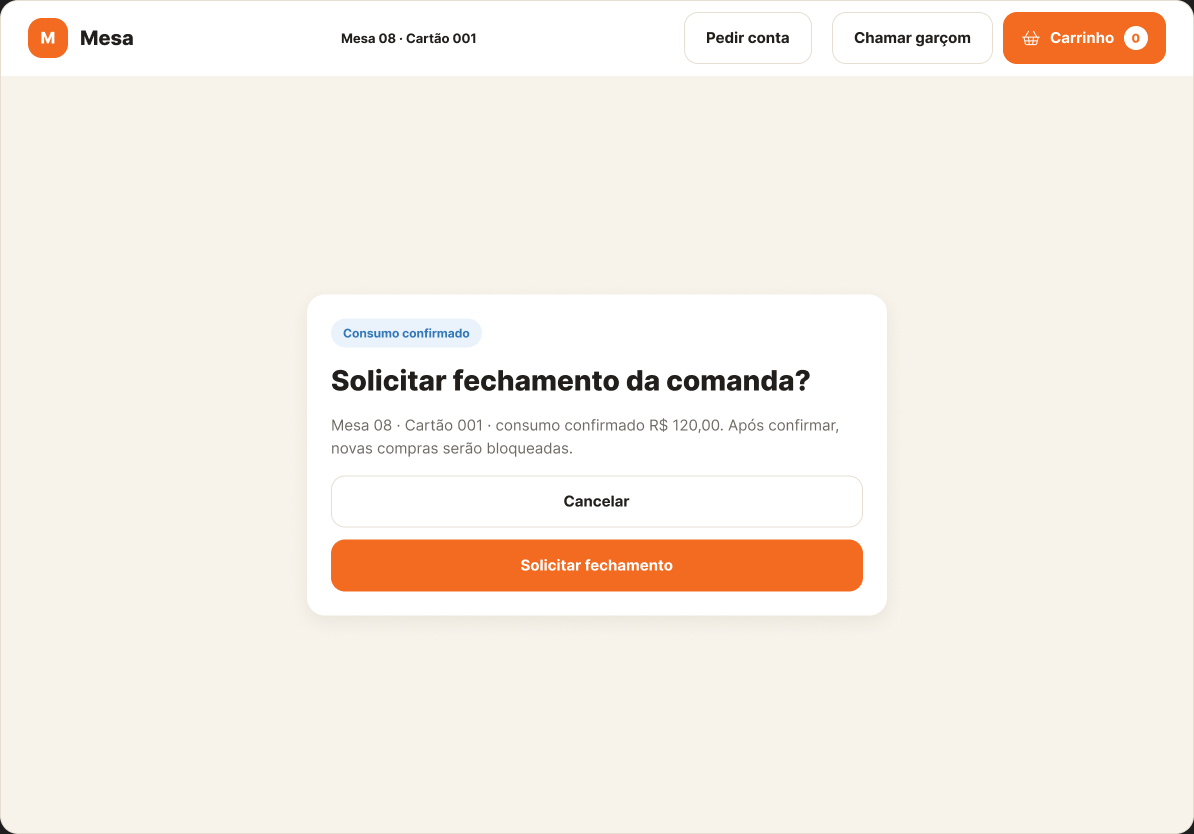 M Mesa
Mesa 08 · Cartão 001
Pedir conta
Chamar garçom
Carrinho 0
Consumo confirmado
Solicitar fechamento da comanda?
Mesa 08 · Cartão 001 · consumo confirmado R$ 120,00. Após confirmar,
novas compras serão bloqueadas.
Cancelar
Solicitar fechamento